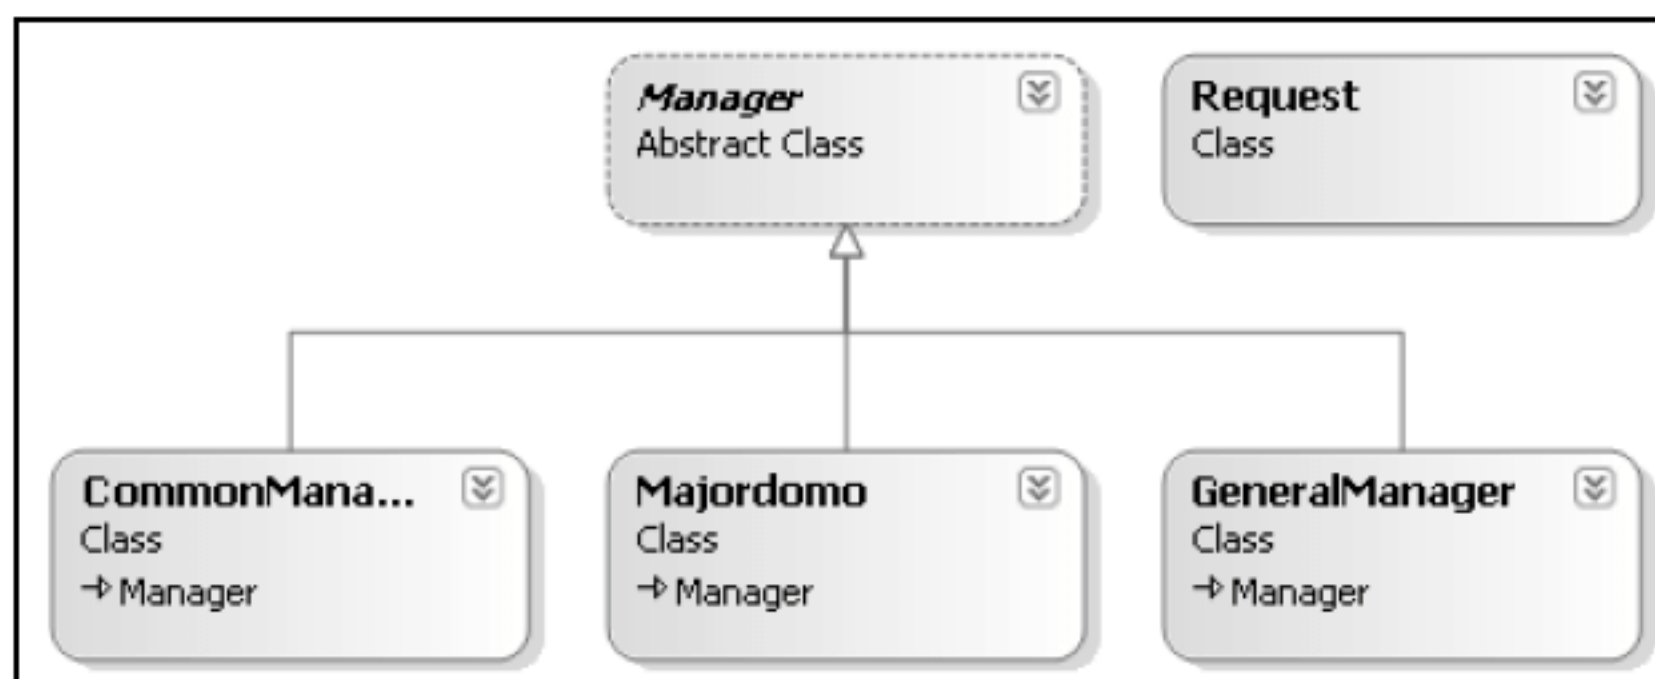 Manager
Abstract Class
Request
Class
CommonMana...
Class
Manager
Majordomo
Class
Manager
GeneralManager
Class
Manager